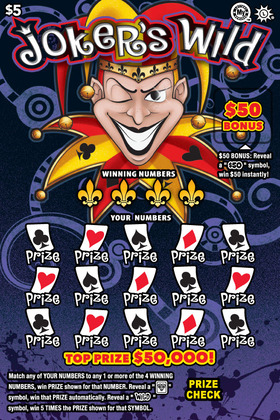 $5
JOKER'S WILD
$50
BONUS
$50 BONUS: Reveal
a "$50" symbol,
win $50 instantly!
WINNING NUMBERS
YOUR NUMBERS
PRIZE PRIZE PRIZE PRIZE PRIZE
PRIZE PRIZE PRIZE PRIZE PRIZE
PRIZE PRIZE PRIZE PRIZE PRIZE
TOP PRIZE $50,000!
Match any of YOUR NUMBERS to any 1 or more of the 4 WINNING
NUMBERS, win PRIZE shown for that NUMBER. Reveal a " "
symbol, win that PRIZE automatically. Reveal a "WILD"
symbol, win 5 TIMES the PRIZE shown for that SYMBOL.
PRIZE
CHECK